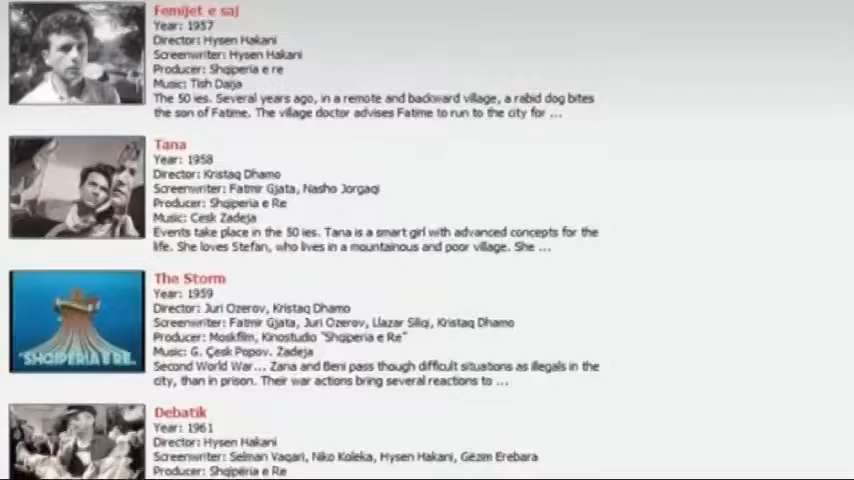 Femijet e saj
Year: 1957
Director: Hysen Hakani
Screenwriter: Hysen Hakani
Producer: Shqiperia e re
Music: Tish Daija
The 50 ies. Several years ago, in a remote and backward village, a rabid dog bites
the son of Fatime. The village doctor advises Fatime to run to the city for ...
Tana
Year: 1958
Director: Kristaq Dhamo
Screenwriter: Fatmir Gjata, Nasho Jorgaqi
Producer: Shqiperia e Re
Music: Cesk Zadeja
Events take place in the 50 ies. Tana is a smart girl with advanced concepts for the
life. She loves Stefan, who lives in a mountainous and poor village. She ...
The Storm
Year: 1959
Director: Juri Ozerov, Kristaq Dhamo
Screenwriter: Fatmir Gjata, Juri Ozerov, Llazar Siliqi, Kristaq Dhamo
Producer: Moskfilm, Kinostudio "Shqiperia e Re"
Music: G. Çesk Popov. Zadeja
Second World War... Zana and Beni pass though difficult situations as illegals in the
city, than in prison. Their war actions bring several reactions to ...
"SHQIPERIA E RE.
Debatik
Year: 1961
Director: Hysen Hakani
Screenwriter: Selman Vaqari, Niko Koleka, Hysen Hakani, Gëzim Erebara
Producer: Shqipëria e Re